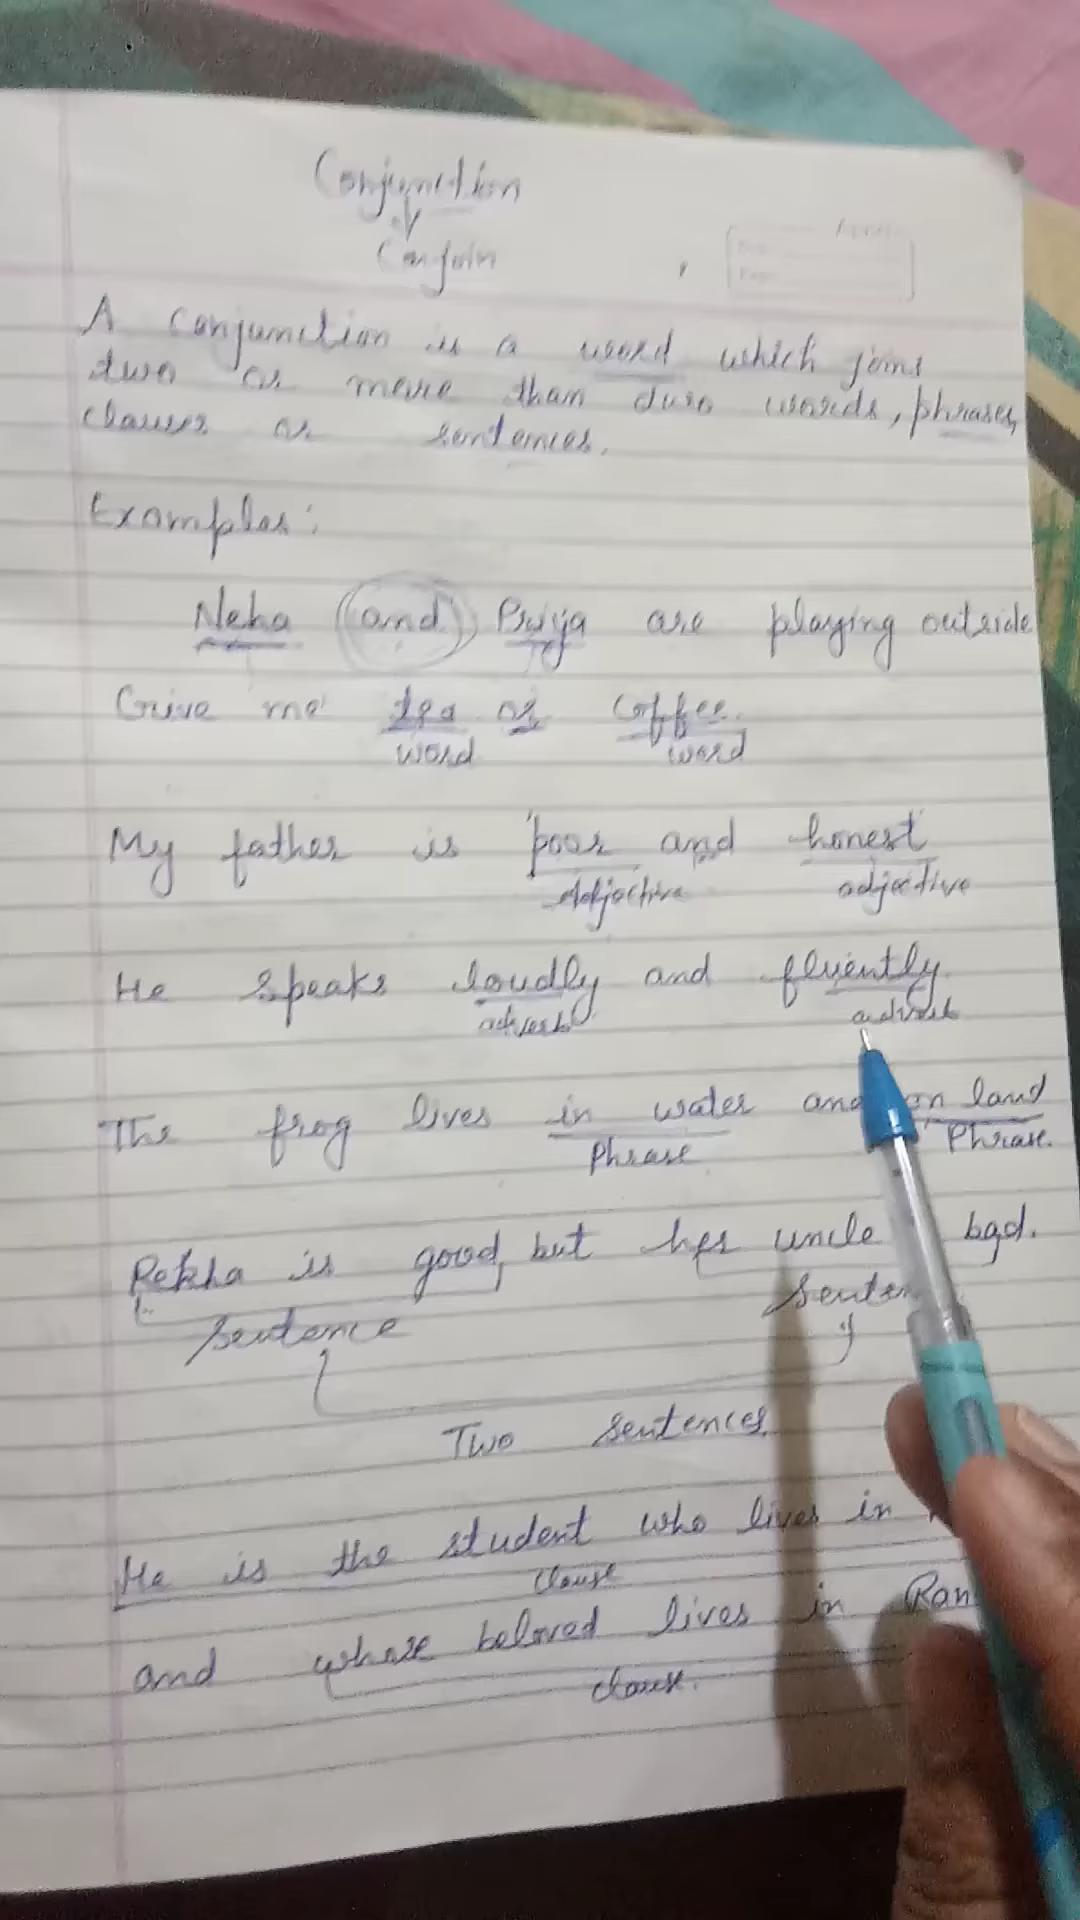 Conjunction
Conjoin
A conjunction is a word which joins
two or more than two words, phrases,
clauses or sentences.
Examples:
Neha and Priya are playing outside
Give me tea or coffee.
word word
My father is poor and honest
Adjective adjective
He speaks loudly and fluently.
adverb adverb
The frog lives in water and on land
Phrase Phrase.
Rekha is good, but her uncle bad.
Sentence
Two Sentences
He is the student who lives in
clause
and whose beloved lives in
clause.